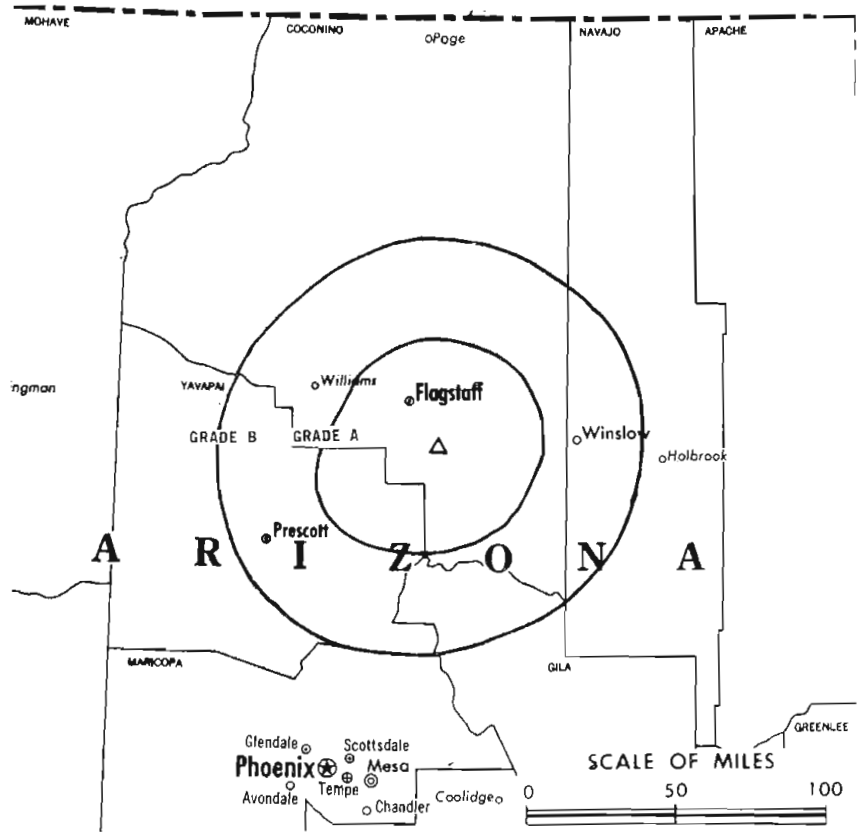 MOHAVE
COCONINO
Page
NAVAJO
APACHE
ngman
YAVAPAI
Williams
Flagstaff
GRADE B
GRADE A
Winslow
Holbrook
Prescott
A R I Z O N A
MARICOPA
GILA
GREENLEE
Glendale
Scottsdale
Phoenix
Mesa
Tempe
Avondale
Chandler
Coolidge
SCALE OF MILES
0 50 100